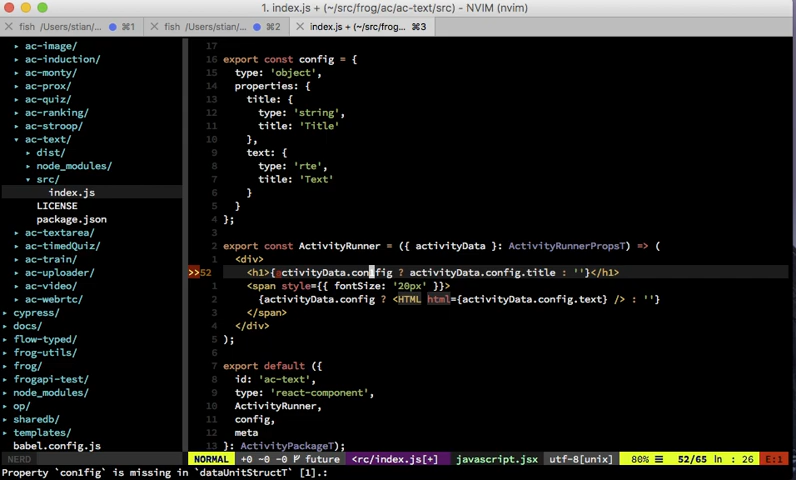 1. index.js + (~/src/frog/ac/ac-text/src) - NVIM (nvim)
fish /Users/stian/... ⌘1
fish /Users/stian/... ⌘2
index.js + (~/src/frog... ⌘3
▸ ac-image/
▸ ac-induction/
▸ ac-monty/
▸ ac-prox/
▸ ac-quiz/
▸ ac-ranking/
▸ ac-stroop/
▾ ac-text/
▸ dist/
▸ node_modules/
▾ src/
index.js
LICENSE
package.json
▸ ac-textarea/
▸ ac-timedQuiz/
▸ ac-train/
▸ ac-uploader/
▸ ac-video/
▸ ac-webrtc/
▸ cypress/
▸ docs/
▸ flow-typed/
▸ frog-utils/
▸ frog/
▸ frogapi-test/
▸ node_modules/
▸ op/
▸ sharedb/
▸ templates/
babel.config.js
17
16 export const config = {
15 type: 'object',
14 properties: {
13 title: {
12 type: 'string',
11 title: 'Title'
10 },
9 text: {
8 type: 'rte',
7 title: 'Text'
6 }
5 }
4 };
3
2 export const ActivityRunner = ({ activityData }: ActivityRunnerPropsT) => (
1 <div>
>>52 <h1>{activityData.con1fig ? activityData.config.title : ''}</h1>
1 <span style={{ fontSize: '20px' }}>
2 {activityData.config ? <HTML html={activityData.config.text} /> : ''}
3 </span>
4 </div>
5 );
6
7 export default ({
8 id: 'ac-text',
9 type: 'react-component',
10 ActivityRunner,
11 config,
12 meta
13 }: ActivityPackageT);
NERD
NORMAL +0 ~0 -0 future <rc/index.js[+] javascript.jsx utf-8[unix] 80% ☰ 52/65 ln : 26 E:1
Property `con1fig` is missing in `dataUnitStructT` [1].: